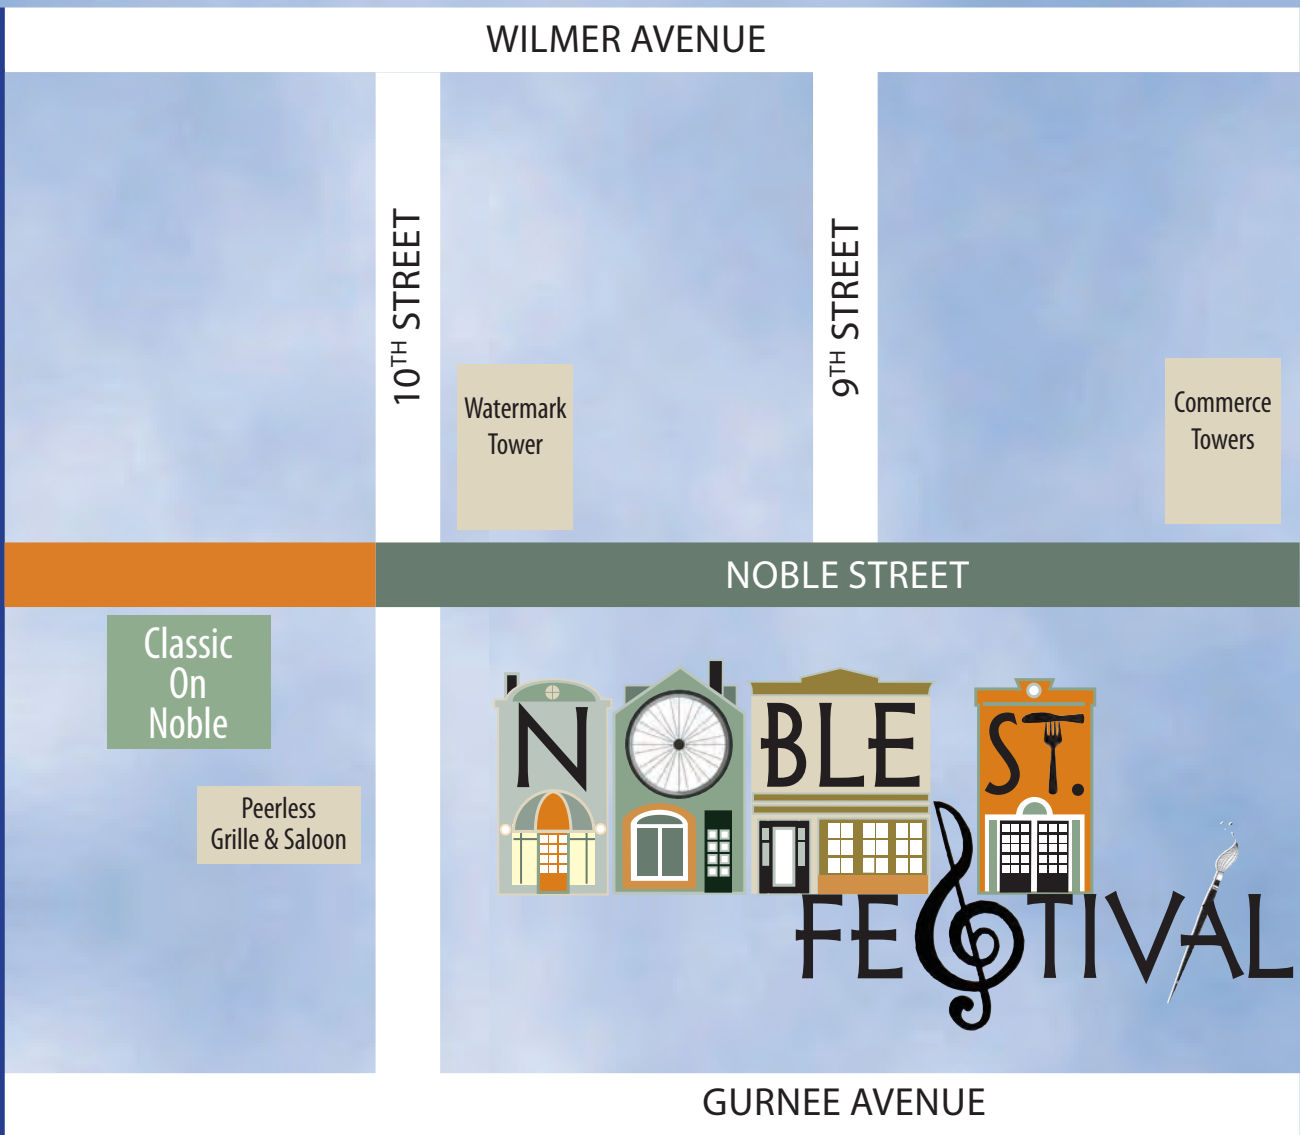 WILMER AVENUE
10TH STREET
9TH STREET
Watermark
Tower
Commerce
Towers
NOBLE STREET
Classic
On
Noble
Peerless
Grille & Saloon
NOBLE ST.
FESTIVAL
GURNEE AVENUE